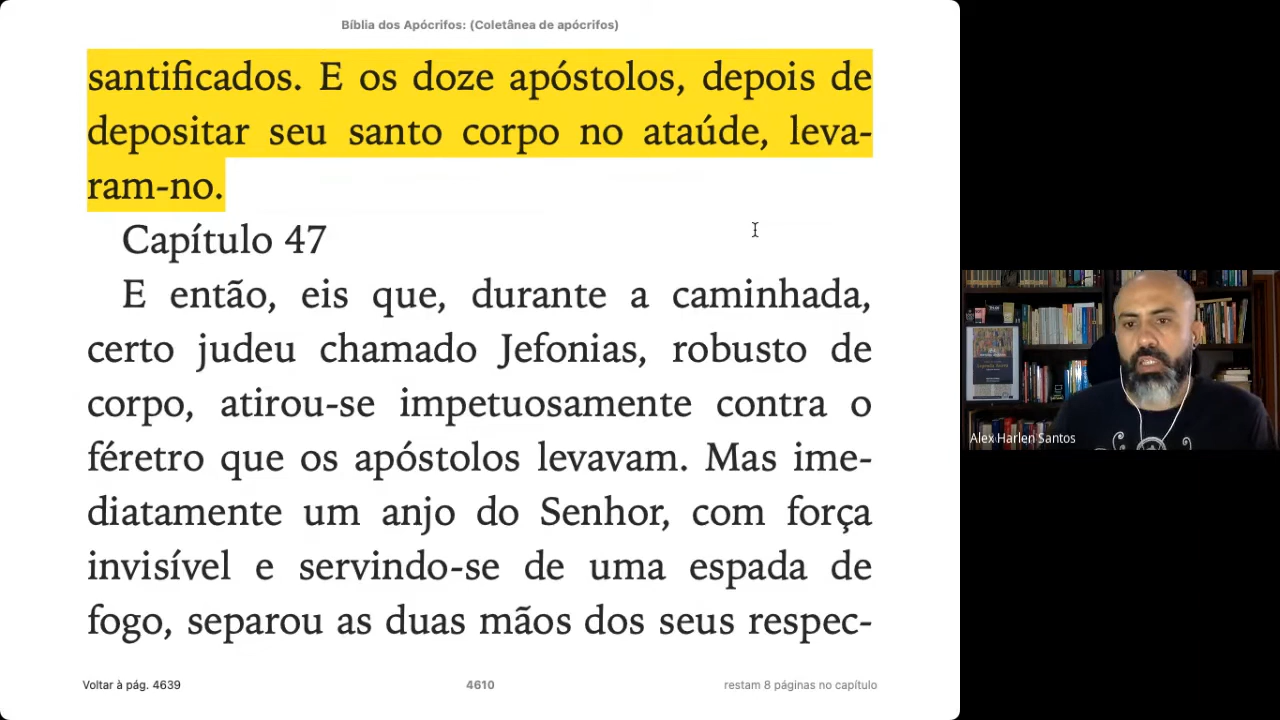 Bíblia dos Apócrifos: (Coletânea de apócrifos)
santificados. E os doze apóstolos, depois de
depositar seu santo corpo no ataúde, leva-
ram-no.
Capítulo 47
E então, eis que, durante a caminhada,
certo judeu chamado Jefonias, robusto de
corpo, atirou-se impetuosamente contra o
féretro que os apóstolos levavam. Mas ime-
diatamente um anjo do Senhor, com força
invisível e servindo-se de uma espada de
fogo, separou as duas mãos dos seus respec-
Voltar à pág. 4639
4610
restam 8 páginas no capítulo
Alex Harlen Santos